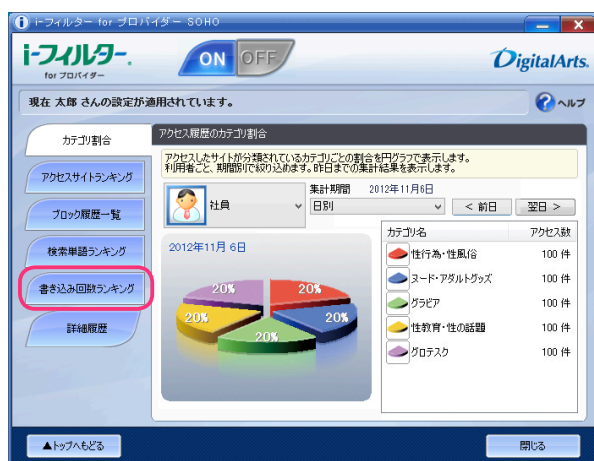 i-フィルター for プロバイダー SOHO
i-フィルター®
for プロバイダー
ON OFF
DigitalArts®
現在 太郎 さんの設定が適用されています。
ヘルプ
カテゴリ割合
アクセスサイトランキング
ブロック履歴一覧
検索単語ランキング
書き込み回数ランキング
詳細履歴
アクセス履歴のカテゴリ割合
アクセスしたサイトが分類されているカテゴリごとの割合を円グラフで表示します。
利用者ごと、期間別で絞り込めます。昨日までの集計結果を表示します。
社員
集計期間 2012年11月6日
日別
< 前日
翌日 >
2012年11月 6日
20%
20%
20%
20%
20%
カテゴリ名 アクセス数
性行為・性風俗 100 件
ヌード・アダルトグッズ 100 件
グラビア 100 件
性教育・性の話題 100 件
グロテスク 100 件
▲トップへもどる
閉じる